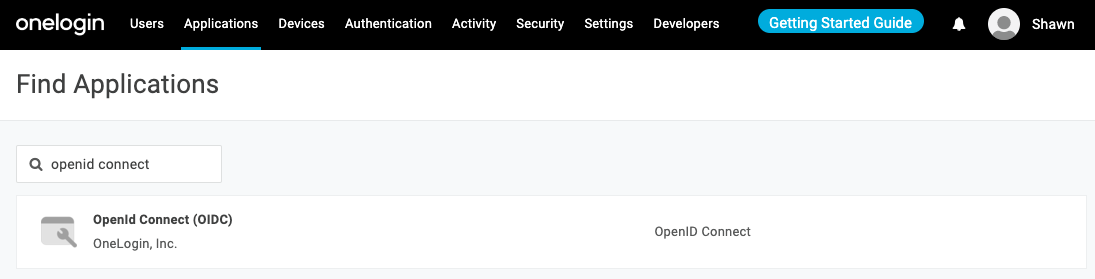 onelogin Users Applications Devices Authentication Activity Security Settings Developers Getting Started Guide Shawn
Find Applications
openid connect
OpenId Connect (OIDC)
OneLogin, Inc.
OpenID Connect